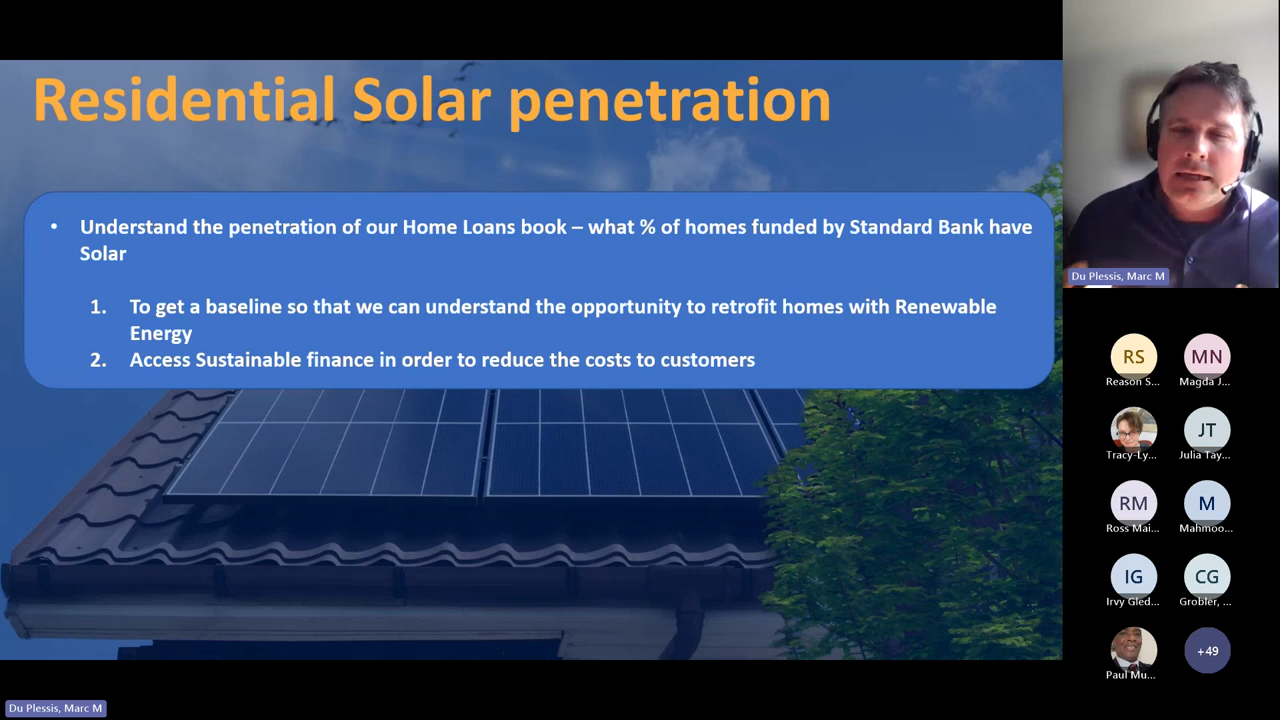 Residential Solar penetration
• Understand the penetration of our Home Loans book – what % of homes funded by Standard Bank have
Solar
1. To get a baseline so that we can understand the opportunity to retrofit homes with Renewable
Energy
2. Access Sustainable finance in order to reduce the costs to customers
Du Plessis, Marc M
RS
Reason S...
MN
Magda J...
Tracy-Ly...
JT
Julia Tay...
RM
Ross Mai...
M
Mahmoo...
IG
Irvy Gled...
CG
Grobler, ...
Paul Mu...
+49
Du Plessis, Marc M